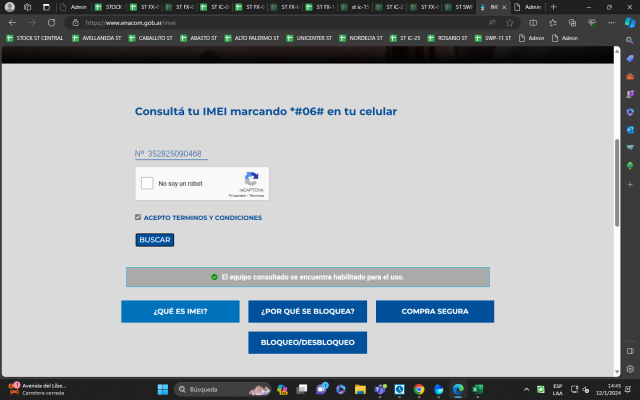 Admin
STOCK
ST FX-
ST FX-
ST IC-
ST FX-
ST FX-
ST FX-
ST FX-
ST IC-2
ST FX-
ST SWP
IMEI
Admin
https://www.enacom.gob.ar/imei
STOCK ST CENTRAL
AVELLANEDA ST
CABALLITO ST
ABASTO ST
ALTO PALERMO ST
UNICENTER ST
NORDELTA ST
ST IC-25
ROSARIO ST
SWP-11 ST
Admin
Admin
Consultá tu IMEI marcando *#06# en tu celular
Nº 352825090468
No soy un robot
reCAPTCHA
Privacidad - Términos
ACEPTO TERMINOS Y CONDICIONES
BUSCAR
El equipo consultado se encuentra habilitado para el uso.
¿QUÉ ES IMEI?
¿POR QUÉ SE BLOQUEA?
COMPRA SEGURA
BLOQUEO/DESBLOQUEO
Avenida del Libe...
Carretera cerrada
Búsqueda
ESP
LAA
14:45
12/1/2024